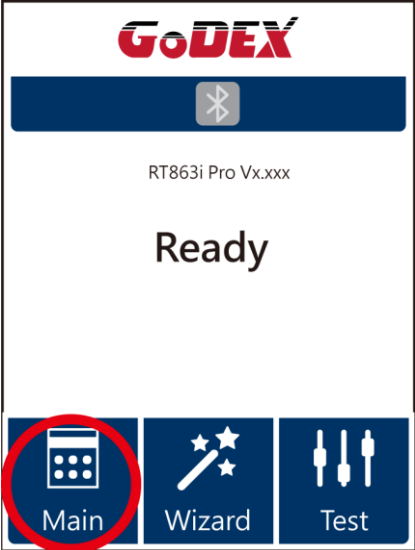 GoDEX
RT863i Pro Vx.xxx
Ready
Main
Wizard
Test